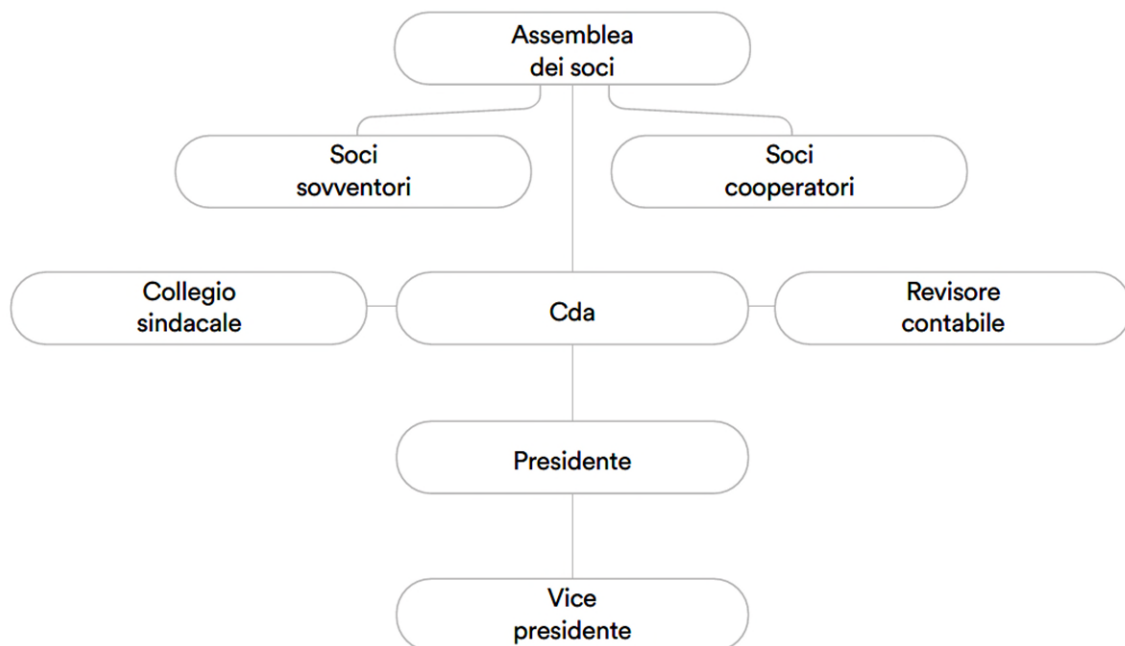 Assemblea
dei soci
Soci
sovventori
Soci
cooperatori
Collegio
sindacale
Cda
Revisore
contabile
Presidente
Vice
presidente